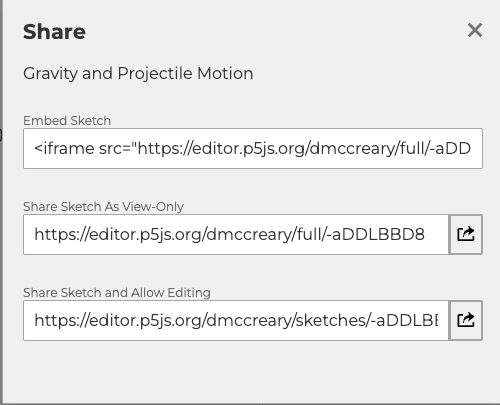 Share
Gravity and Projectile Motion
Embed Sketch
<iframe src="https://editor.p5js.org/dmccreary/full/-aDD
Share Sketch As View-Only
https://editor.p5js.org/dmccreary/full/-aDDLBBD8
Share Sketch and Allow Editing
https://editor.p5js.org/dmccreary/sketches/-aDDLBB